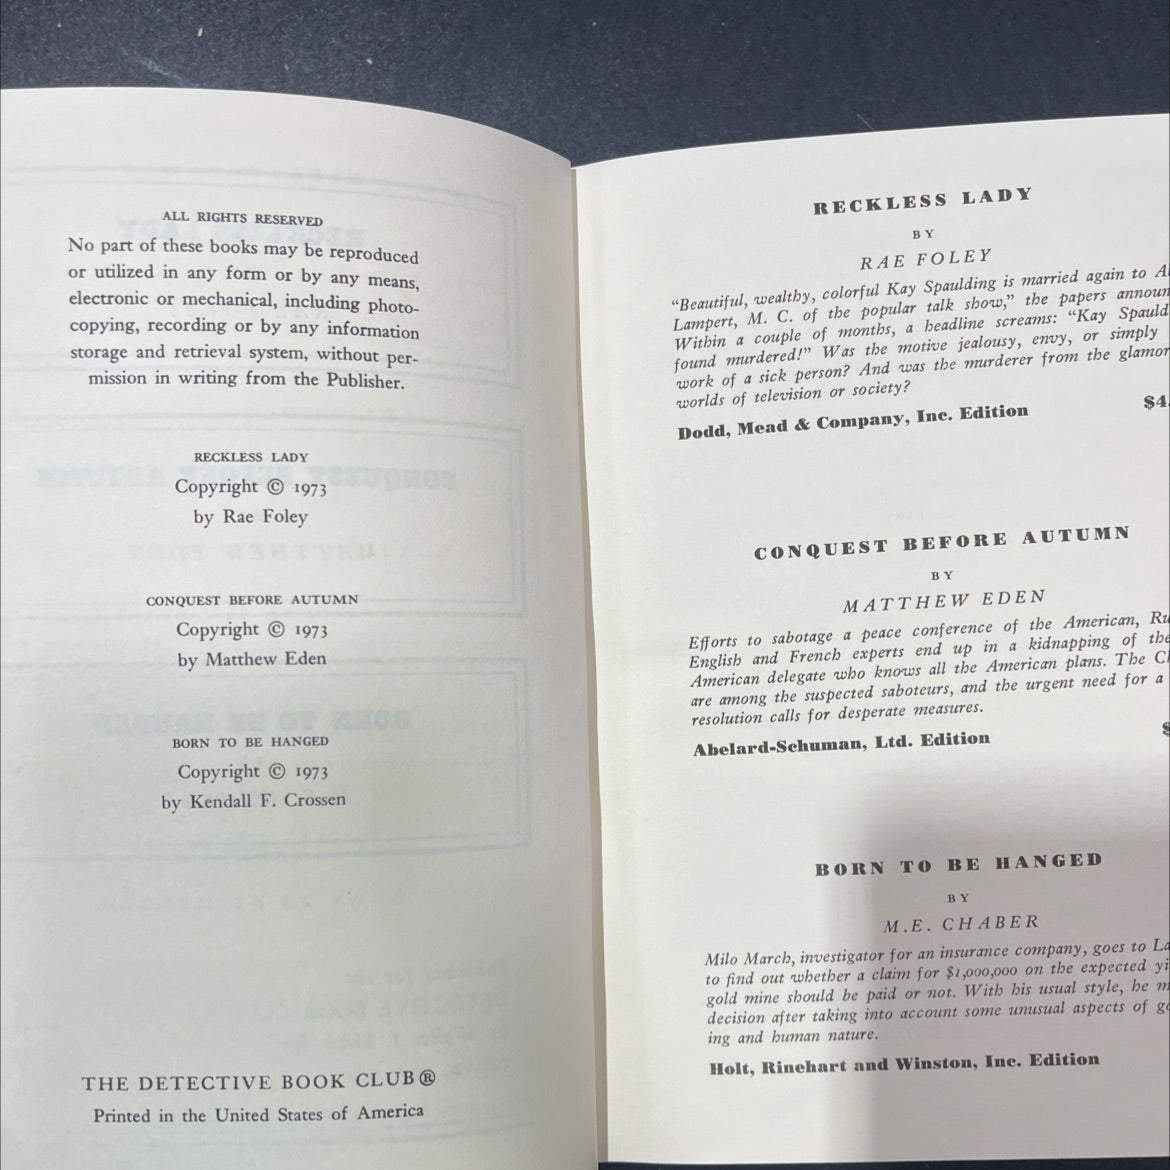 ALL RIGHTS RESERVED
No part of these books may be reproduced
or utilized in any form or by any means,
electronic or mechanical, including photo-
copying, recording or by any information
storage and retrieval system, without per-
mission in writing from the Publisher.
RECKLESS LADY
Copyright © 1973
by Rae Foley
CONQUEST BEFORE AUTUMN
Copyright © 1973
by Matthew Eden
BORN TO BE HANGED
Copyright © 1973
by Kendall F. Crossen
THE DETECTIVE BOOK CLUB®
Printed in the United States of America
RECKLESS LADY
BY
RAE FOLEY
“Beautiful, wealthy, colorful Kay Spaulding is married again to
Lampert, M. C. of the popular talk show,” the papers announ
Within a couple of months, a headline screams: “Kay Spauld
found murdered!” Was the motive jealousy, envy, or simply
work of a sick person? And was the murderer from the glamor
worlds of television or society?
Dodd, Mead & Company, Inc. Edition $4.
CONQUEST BEFORE AUTUMN
BY
MATTHEW EDEN
Efforts to sabotage a peace conference of the American, Ru
English and French experts end up in a kidnapping of the
American delegate who knows all the American plans. The C
are among the suspected saboteurs, and the urgent need for a
resolution calls for desperate measures.
Abelard-Schuman, Ltd. Edition
BORN TO BE HANGED
BY
M.E. CHABER
Milo March, investigator for an insurance company, goes to La
to find out whether a claim for $1,000,000 on the expected yi
gold mine should be paid or not. With his usual style, he m
decision after taking into account some unusual aspects of g
ing and human nature.
Holt, Rinehart and Winston, Inc. Edition